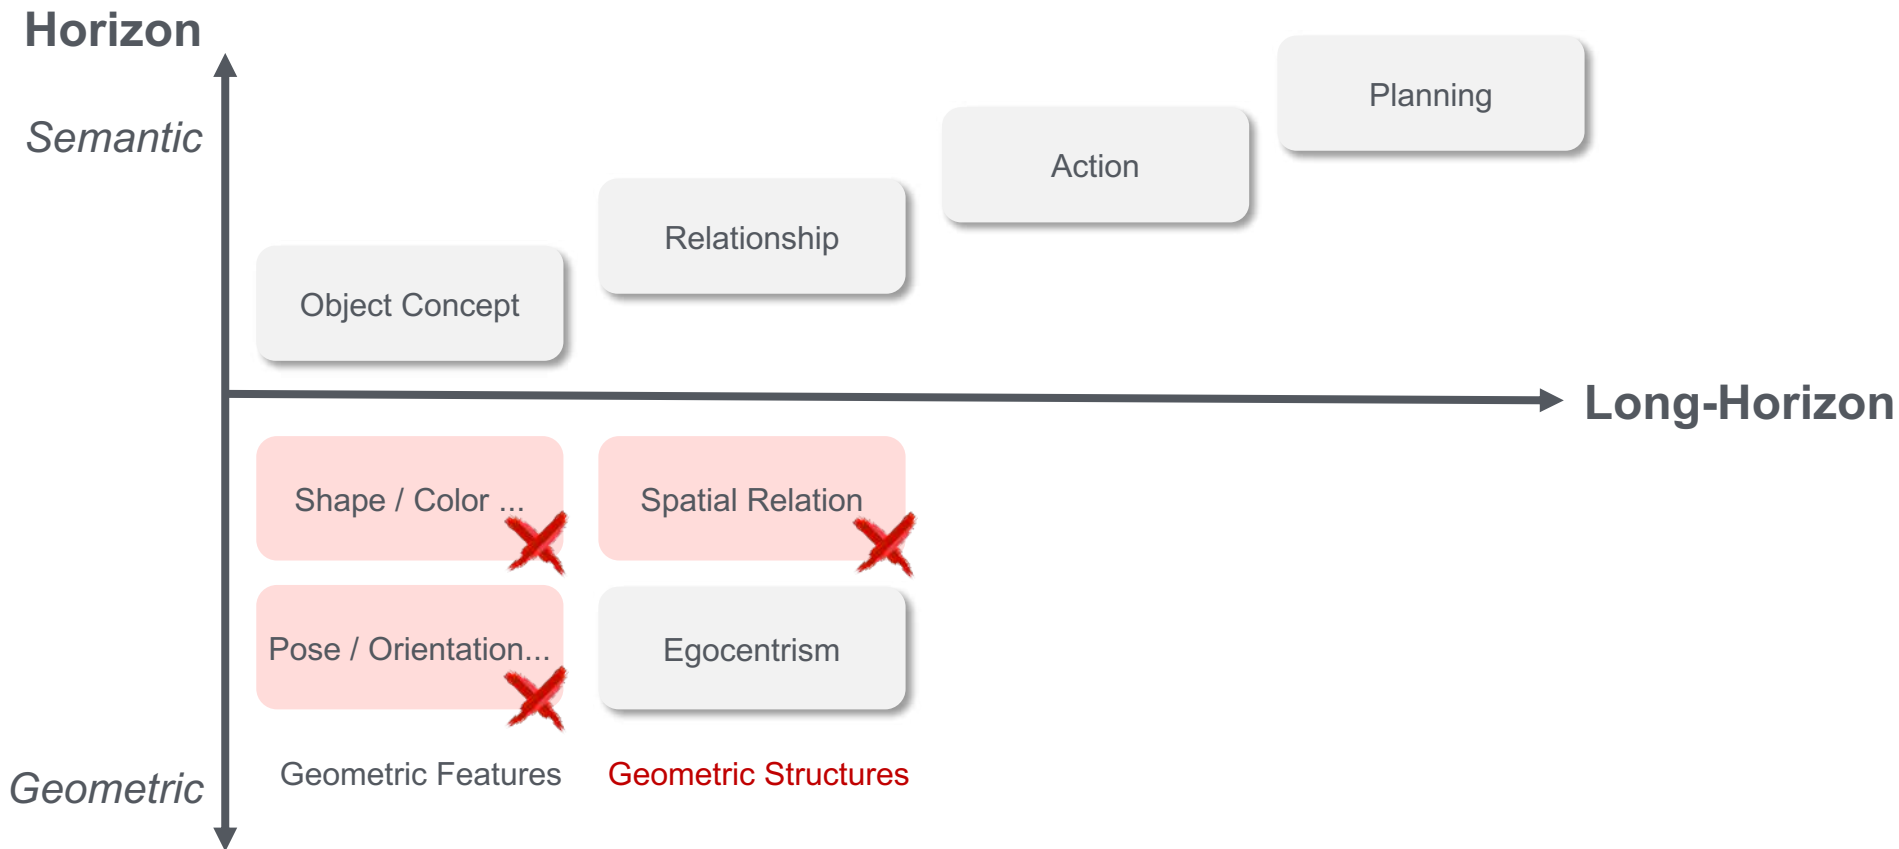 Horizon
Semantic
Planning
Action
Relationship
Object Concept
Long-Horizon
Shape / Color ...
Spatial Relation
Pose / Orientation...
Egocentrism
Geometric Features
Geometric Structures
Geometric